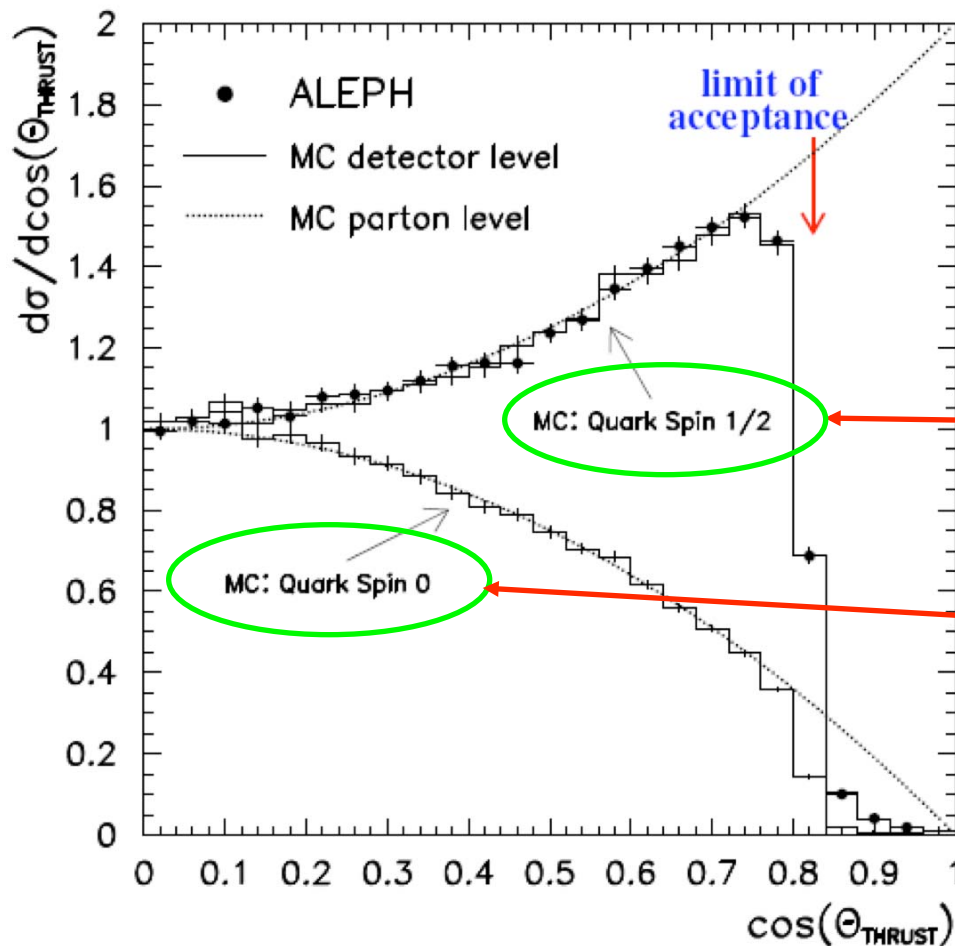 dσ/dcos(Θ_THRUST)
2
1.8
1.6
1.4
1.2
1
0.8
0.6
0.4
0.2
0
ALEPH
MC detector level
MC parton level
limit of
acceptance
MC: Quark Spin 1/2
MC: Quark Spin 0
0 0.1 0.2 0.3 0.4 0.5 0.6 0.7 0.8 0.9 1
cos(Θ_THRUST)